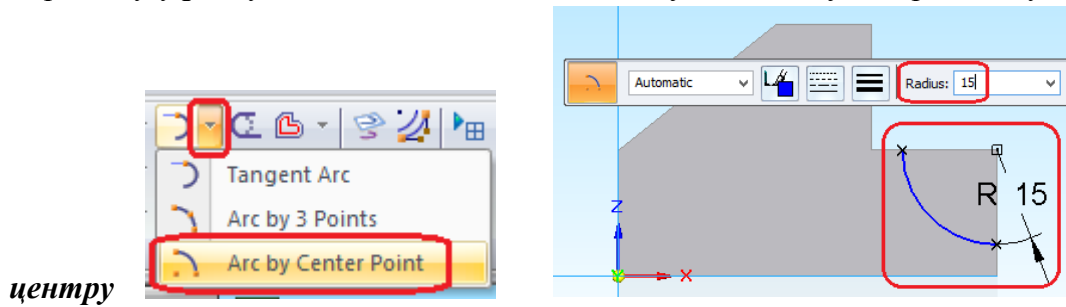 Automatic
Radius: 15
Tangent Arc
Arc by 3 Points
Arc by Center Point
R 15
Z
Y
X
центру